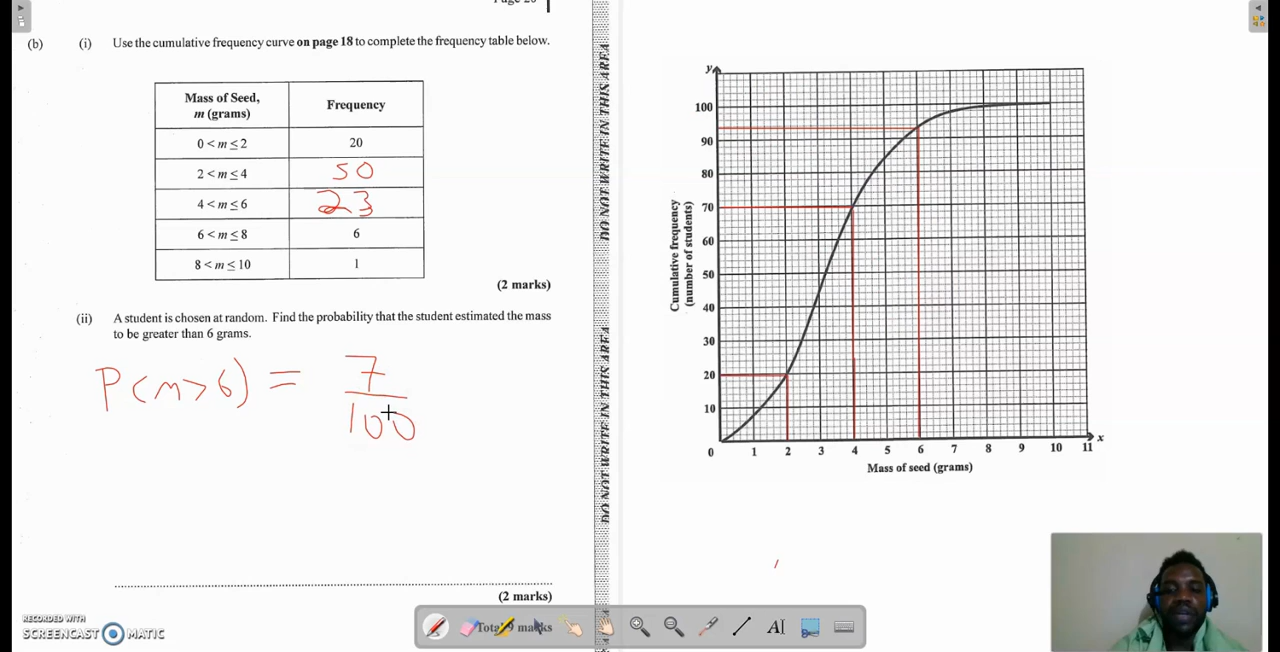 (b) (i) Use the cumulative frequency curve on page 18 to complete the frequency table below.
Mass of Seed, m (grams) Frequency
0 < m ≤ 2 20
2 < m ≤ 4 50
4 < m ≤ 6 23
6 < m ≤ 8 6
8 < m ≤ 10 1
(2 marks)
(ii) A student is chosen at random. Find the probability that the student estimated the mass
to be greater than 6 grams.
P(m>6) = 7/100
(2 marks)
RECORDED WITH
SCREENCAST MATIC
Total 9 marks
AI
DO NOT WRITE IN THIS AREA
DO NOT WRITE IN THIS AREA
y
100
90
80
70
60
50
40
30
20
10
Cumulative frequency
(number of students)
0 1 2 3 4 5 6 7 8 9 10 11 x
Mass of seed (grams)